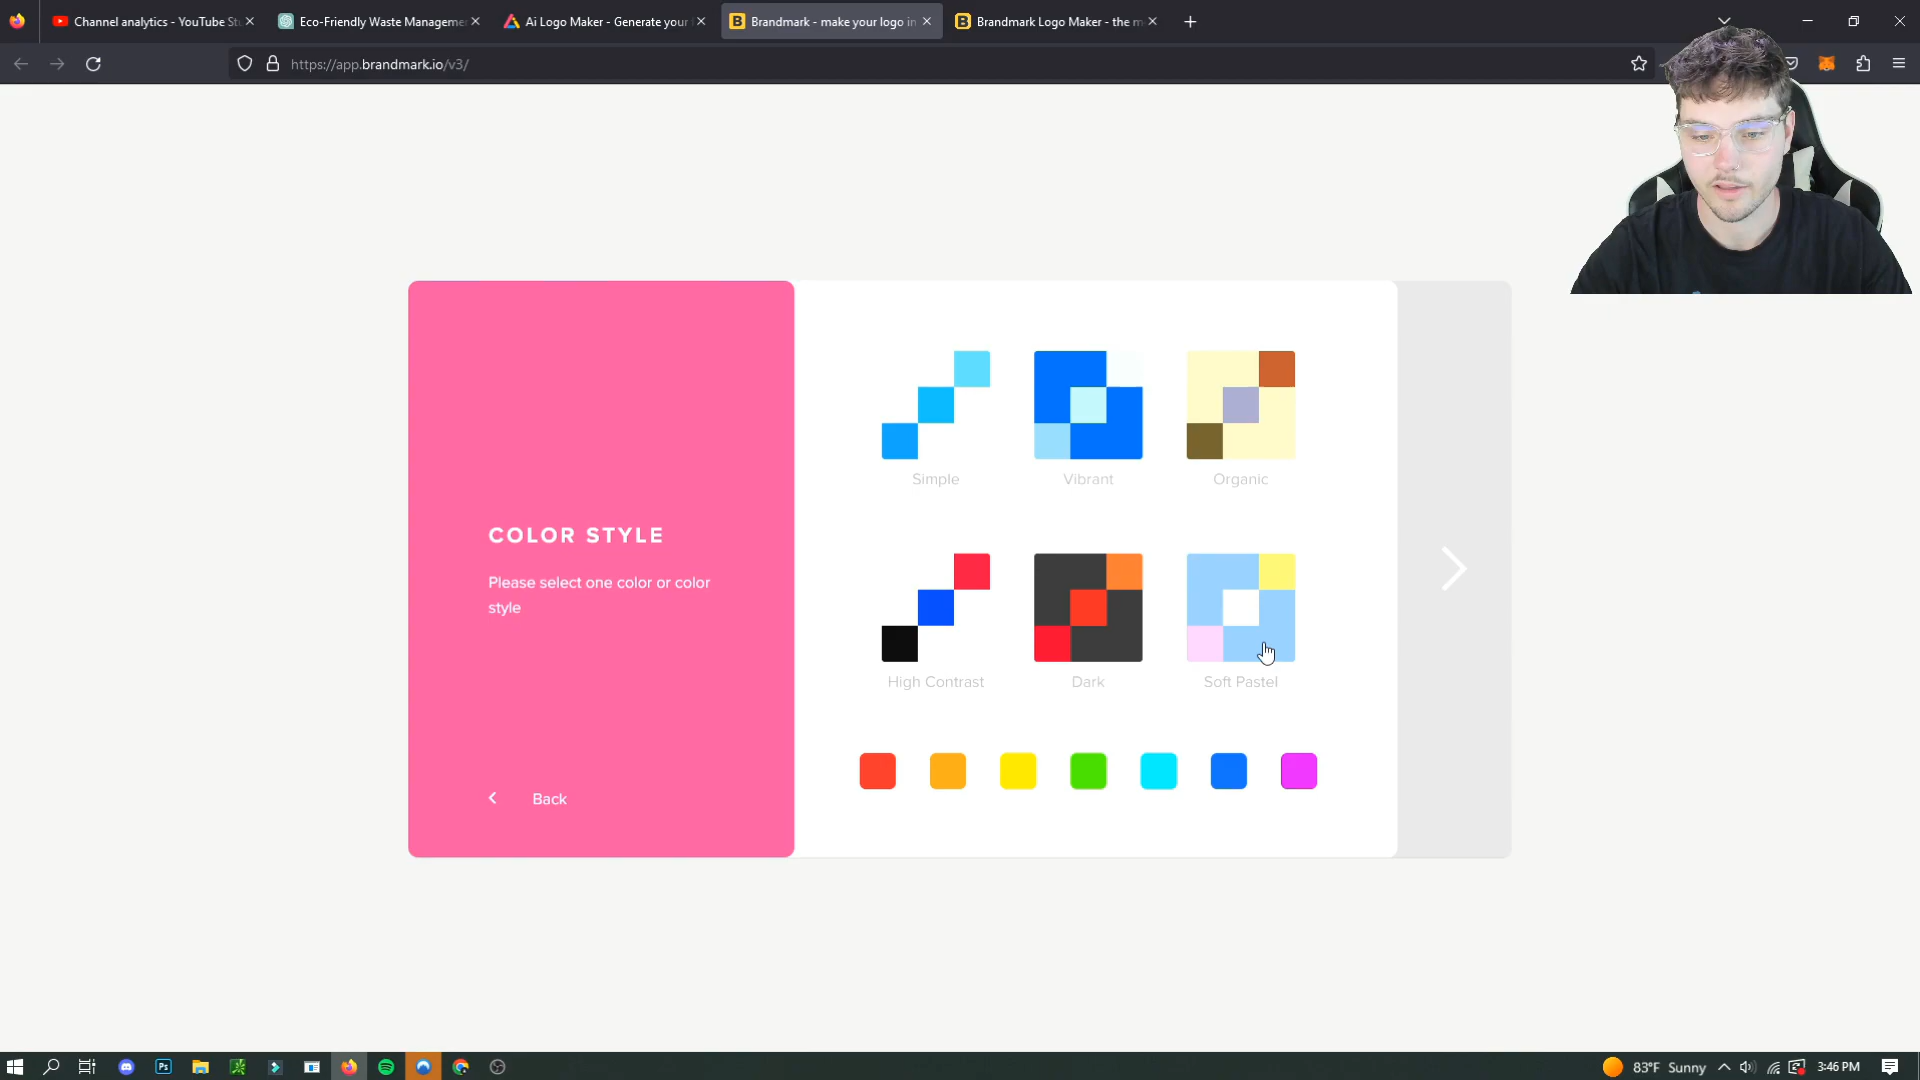 Channel analytics - YouTube St
Eco-Friendly Waste Manageme
Ai Logo Maker - Generate your
Brandmark - make your logo in
Brandmark Logo Maker - the m
https://app.brandmark.io/v3/
Simple
Vibrant
Organic
COLOR STYLE
Please select one color or color
style
High Contrast
Dark
Soft Pastel
Back
83°F Sunny
3:46 PM